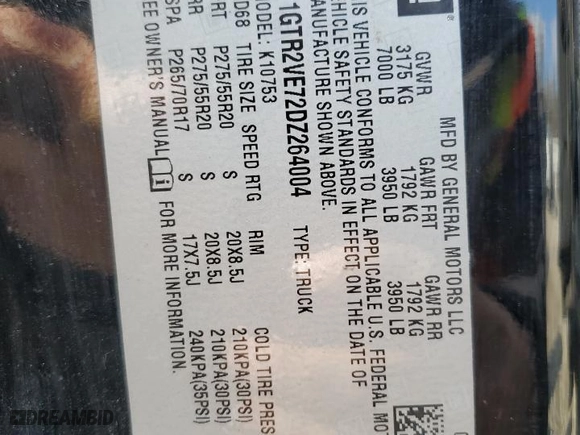 ®
MFD BY GENERAL MOTORS LLC
GVWR GAWR FRT GAWR RR
3175 KG 1792 KG 1792 KG
7000 LB 3950 LB 3950 LB
IS VEHICLE CONFORMS TO ALL APPLICABLE U.S. FEDERAL MO
VEHICLE SAFETY STANDARDS IN EFFECT ON THE DATE OF
MANUFACTURE SHOWN ABOVE.
1GTR2VE72DZ264004 TYPE: TRUCK
MODEL: K10753
D68 TIRE SIZE SPEED RTG RIM COLD TIRE PRES
RT P275/55R20 S 20X8.5J 210KPA(30PSI)
RR P275/55R20 S 20X8.5J 210KPA(30PSI)
SPA P265/70R17 S 17X7.5J 240KPA(35PSI)
EE OWNER'S MANUAL i FOR MORE INFORMATION.
DREAMBID